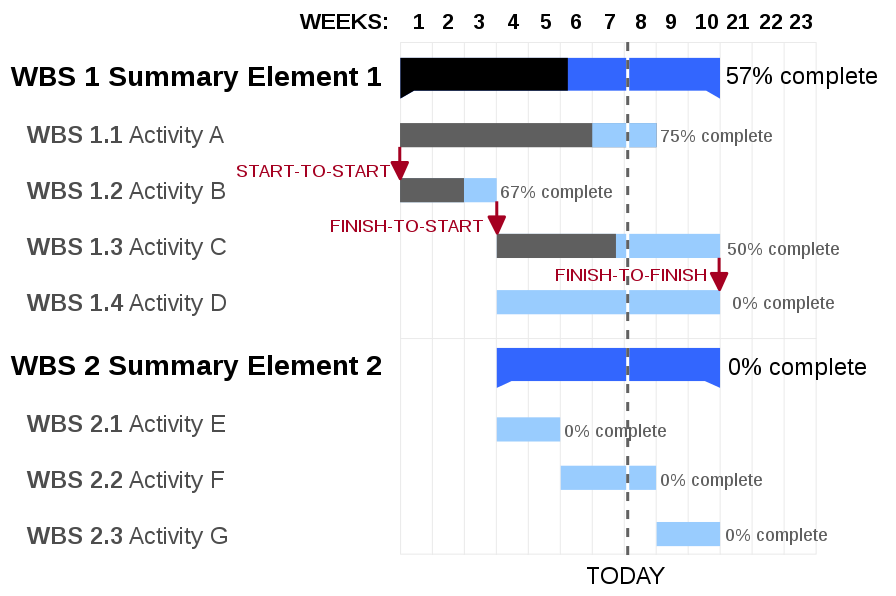 WEEKS: 1 2 3 4 5 6 7 8 9 10 21 22 23
WBS 1 Summary Element 1 57% complete
WBS 1.1 Activity A 75% complete
START-TO-START
WBS 1.2 Activity B 67% complete
FINISH-TO-START
WBS 1.3 Activity C 50% complete
FINISH-TO-FINISH
WBS 1.4 Activity D 0% complete
WBS 2 Summary Element 2 0% complete
WBS 2.1 Activity E 0% complete
WBS 2.2 Activity F 0% complete
WBS 2.3 Activity G 0% complete
TODAY